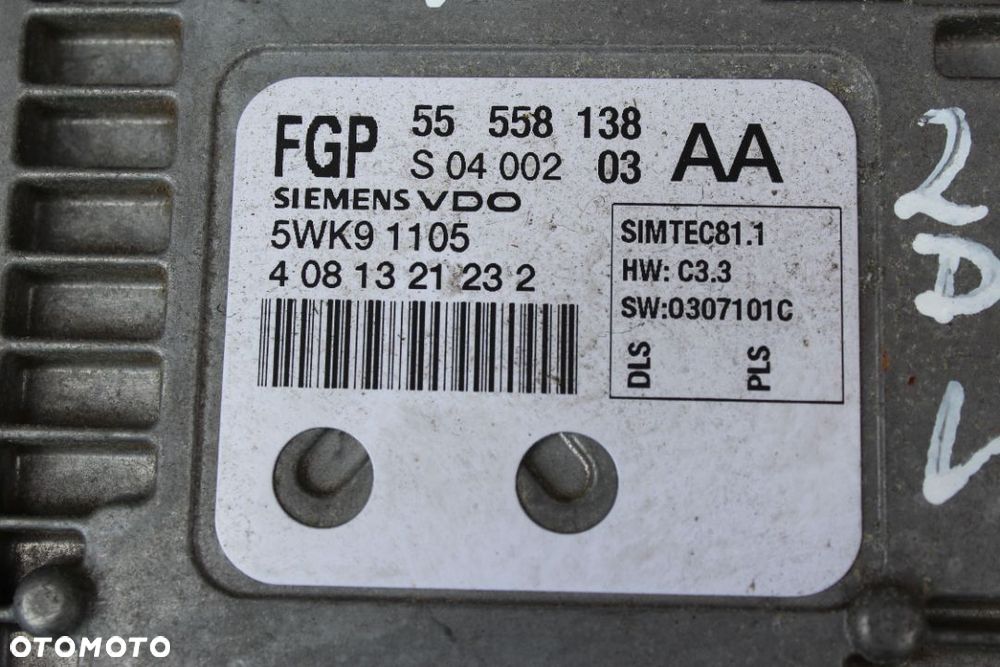 FGP 55 558 138 AA
S 04 002 03
SIEMENS VDO
5WK9 1105
4 08 13 21 23 2
SIMTEC81.1
HW: C3.3
SW:0307101C
DLS PLS
OTOMOTO